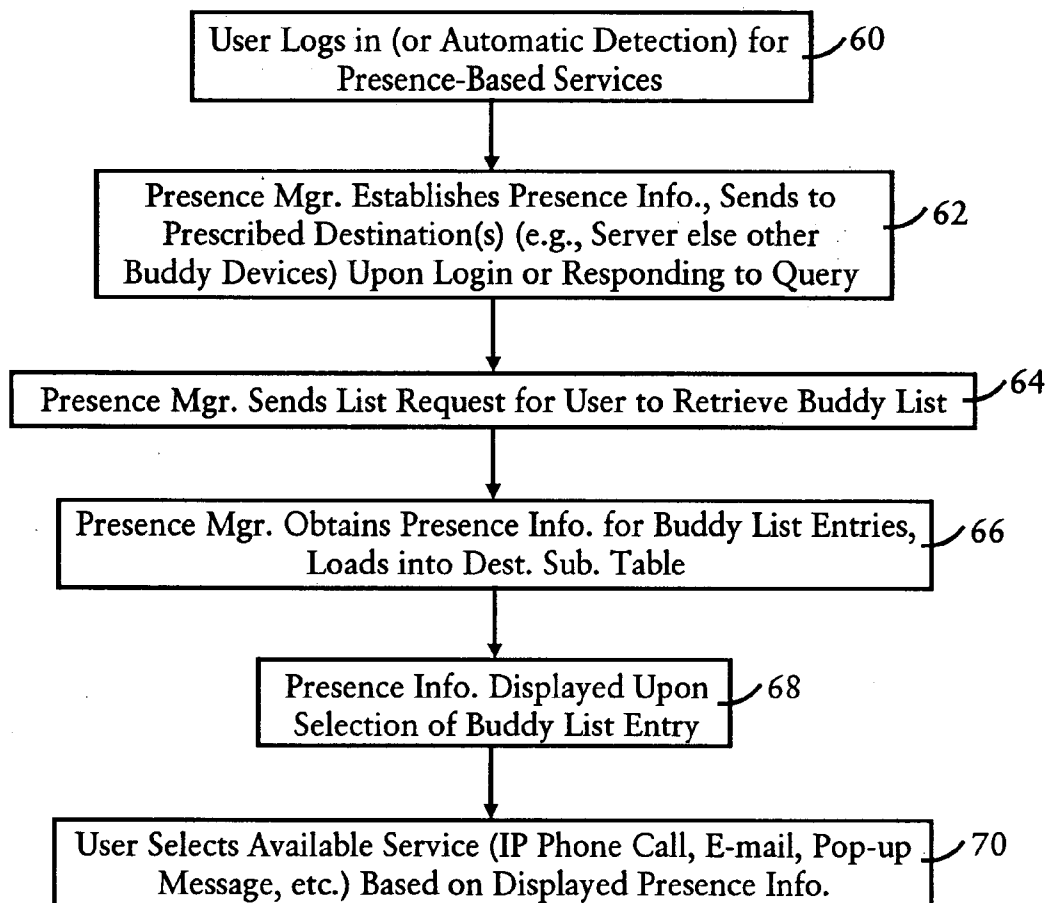 User Logs in (or Automatic Detection) for
Presence-Based Services
60
Presence Mgr. Establishes Presence Info., Sends to
Prescribed Destination(s) (e.g., Server else other
Buddy Devices) Upon Login or Responding to Query
62
Presence Mgr. Sends List Request for User to Retrieve Buddy List
64
Presence Mgr. Obtains Presence Info. for Buddy List Entries,
Loads into Dest. Sub. Table
66
Presence Info. Displayed Upon
Selection of Buddy List Entry
68
User Selects Available Service (IP Phone Call, E-mail, Pop-up
Message, etc.) Based on Displayed Presence Info.
70